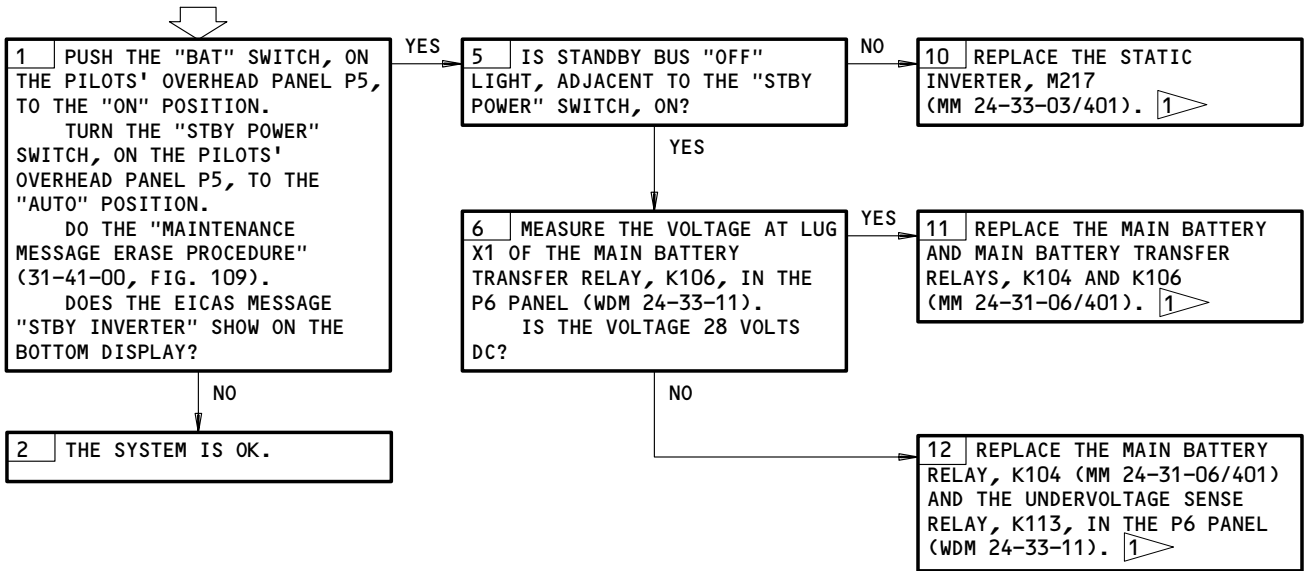 1 PUSH THE "BAT" SWITCH, ON
THE PILOTS' OVERHEAD PANEL P5,
TO THE "ON" POSITION.
TURN THE "STBY POWER"
SWITCH, ON THE PILOTS'
OVERHEAD PANEL P5, TO THE
"AUTO" POSITION.
DO THE "MAINTENANCE
MESSAGE ERASE PROCEDURE"
(31-41-00, FIG. 109).
DOES THE EICAS MESSAGE
"STBY INVERTER" SHOW ON THE
BOTTOM DISPLAY?
YES
NO
2 THE SYSTEM IS OK.
5 IS STANDBY BUS "OFF"
LIGHT, ADJACENT TO THE "STBY
POWER" SWITCH, ON?
NO
YES
6 MEASURE THE VOLTAGE AT LUG
X1 OF THE MAIN BATTERY
TRANSFER RELAY, K106, IN THE
P6 PANEL (WDM 24-33-11).
IS THE VOLTAGE 28 VOLTS
DC?
YES
NO
10 REPLACE THE STATIC
INVERTER, M217
(MM 24-33-03/401). 1
11 REPLACE THE MAIN BATTERY
AND MAIN BATTERY TRANSFER
RELAYS, K104 AND K106
(MM 24-31-06/401). 1
12 REPLACE THE MAIN BATTERY
RELAY, K104 (MM 24-31-06/401)
AND THE UNDERVOLTAGE SENSE
RELAY, K113, IN THE P6 PANEL
(WDM 24-33-11). 1